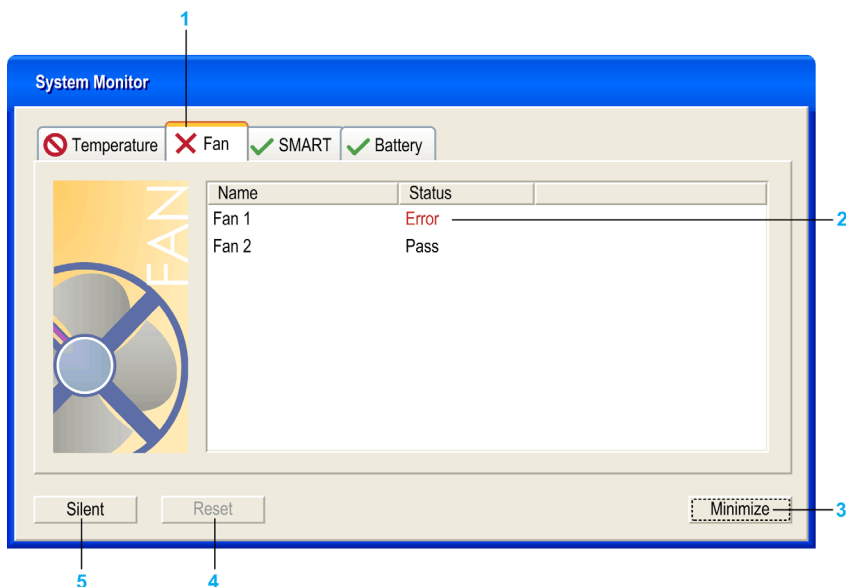 1
System Monitor
Temperature Fan SMART Battery
FAN
Name Status
Fan 1 Error 2
Fan 2 Pass
Silent Reset Minimize 3
5 4